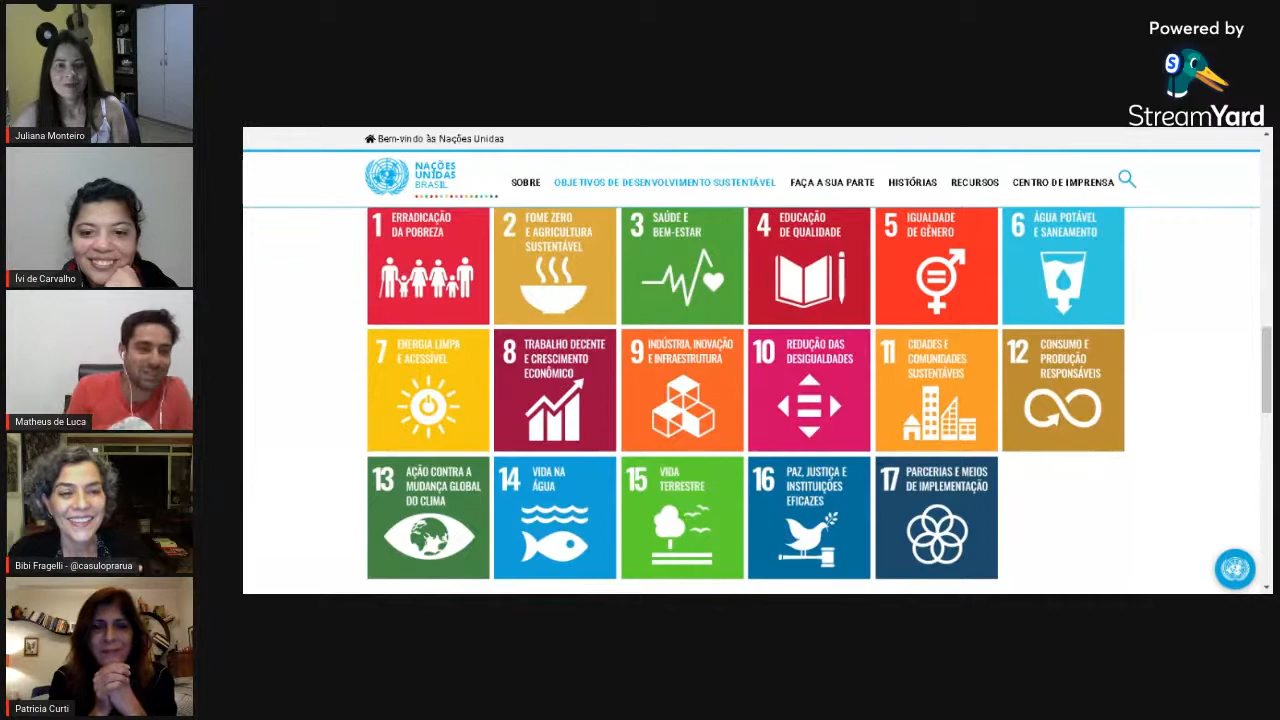 Powered by
S
StreamYard
Juliana Monteiro
Ívi de Carvalho
Matheus de Luca
Bibi Fragelli - @casuloprarua
Patricia Curti
Bem-vindo às Nações Unidas
NAÇÕES
UNIDAS
BRASIL
SOBRE
OBJETIVOS DE DESENVOLVIMENTO SUSTENTÁVEL
FAÇA A SUA PARTE
HISTÓRIAS
RECURSOS
CENTRO DE IMPRENSA
1 ERRADICAÇÃO
DA POBREZA
2 FOME ZERO
E AGRICULTURA
SUSTENTÁVEL
3 SAÚDE E
BEM-ESTAR
4 EDUCAÇÃO
DE QUALIDADE
5 IGUALDADE
DE GÊNERO
6 ÁGUA POTÁVEL
E SANEAMENTO
7 ENERGIA LIMPA
E ACESSÍVEL
8 TRABALHO DECENTE
E CRESCIMENTO
ECONÔMICO
9 INDÚSTRIA, INOVAÇÃO
E INFRAESTRUTURA
10 REDUÇÃO DAS
DESIGUALDADES
11 CIDADES E
COMUNIDADES
SUSTENTÁVEIS
12 CONSUMO E
PRODUÇÃO
RESPONSÁVEIS
13 AÇÃO CONTRA A
MUDANÇA GLOBAL
DO CLIMA
14 VIDA NA
ÁGUA
15 VIDA
TERRESTRE
16 PAZ, JUSTIÇA E
INSTITUIÇÕES
EFICAZES
17 PARCERIAS E MEIOS
DE IMPLEMENTAÇÃO